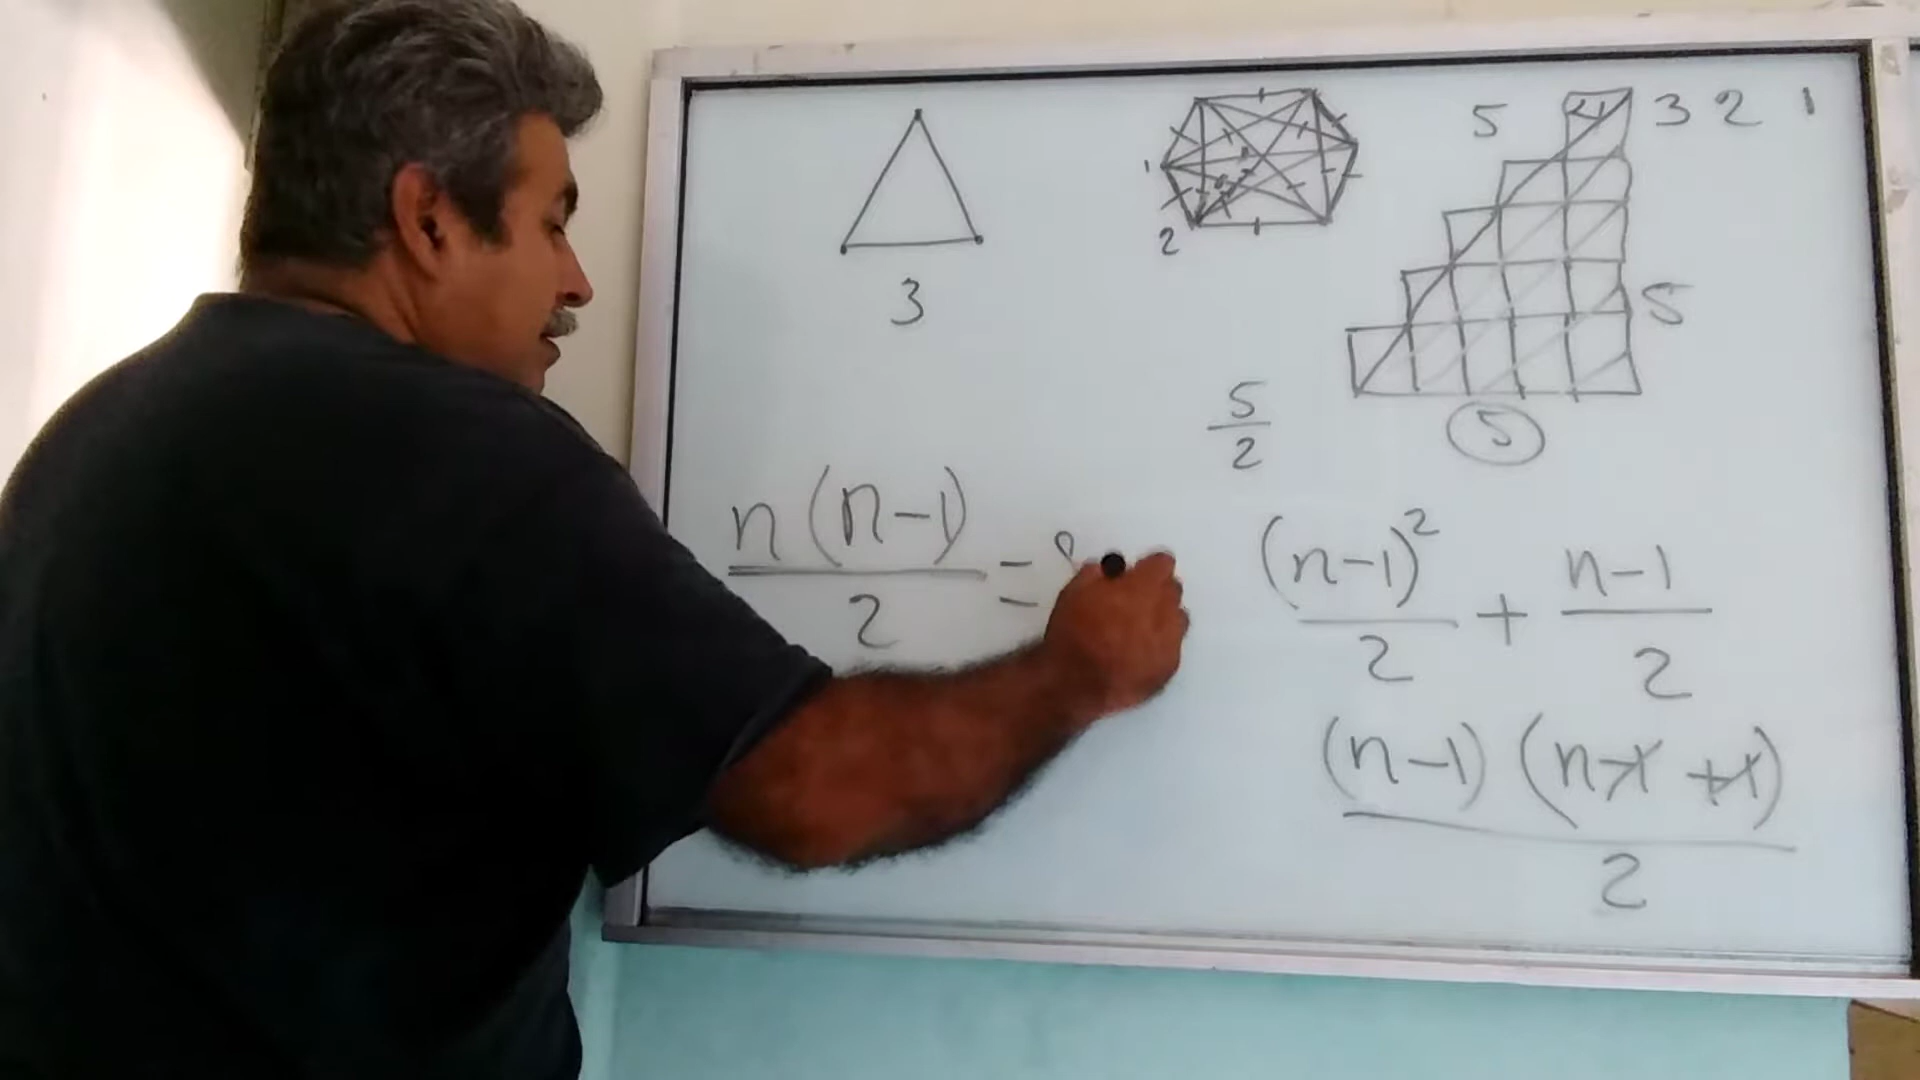 5 4 3 2 1
1
2
3
5
5/2
5
n(n-1)/2 =
(n-1)²/2 + n-1/2
(n-1)(n-1+1)/2